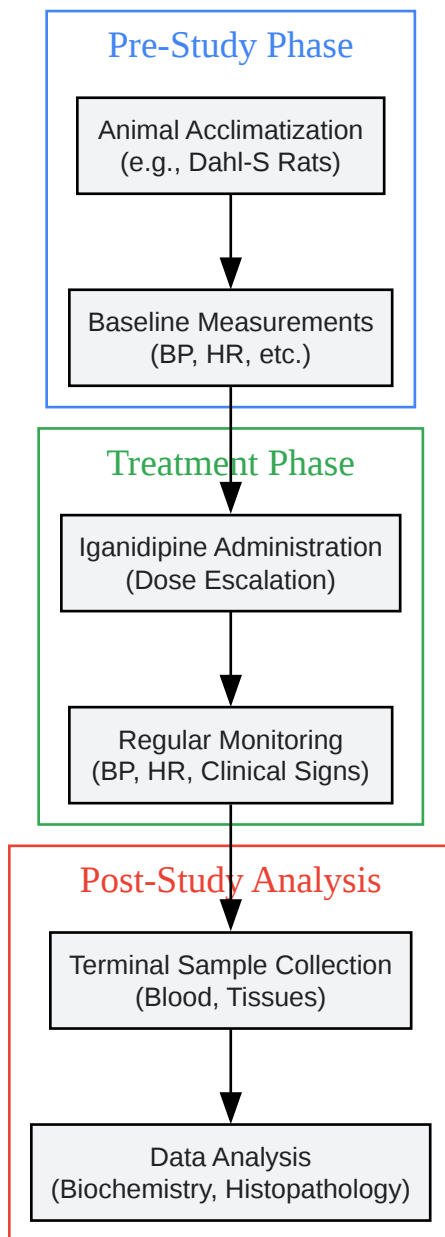 Pre-Study Phase
Animal Acclimatization
(e.g., Dahl-S Rats)
Baseline Measurements
(BP, HR, etc.)
Treatment Phase
Iganidipine Administration
(Dose Escalation)
Regular Monitoring
(BP, HR, Clinical Signs)
Post-Study Analysis
Terminal Sample Collection
(Blood, Tissues)
Data Analysis
(Biochemistry, Histopathology)